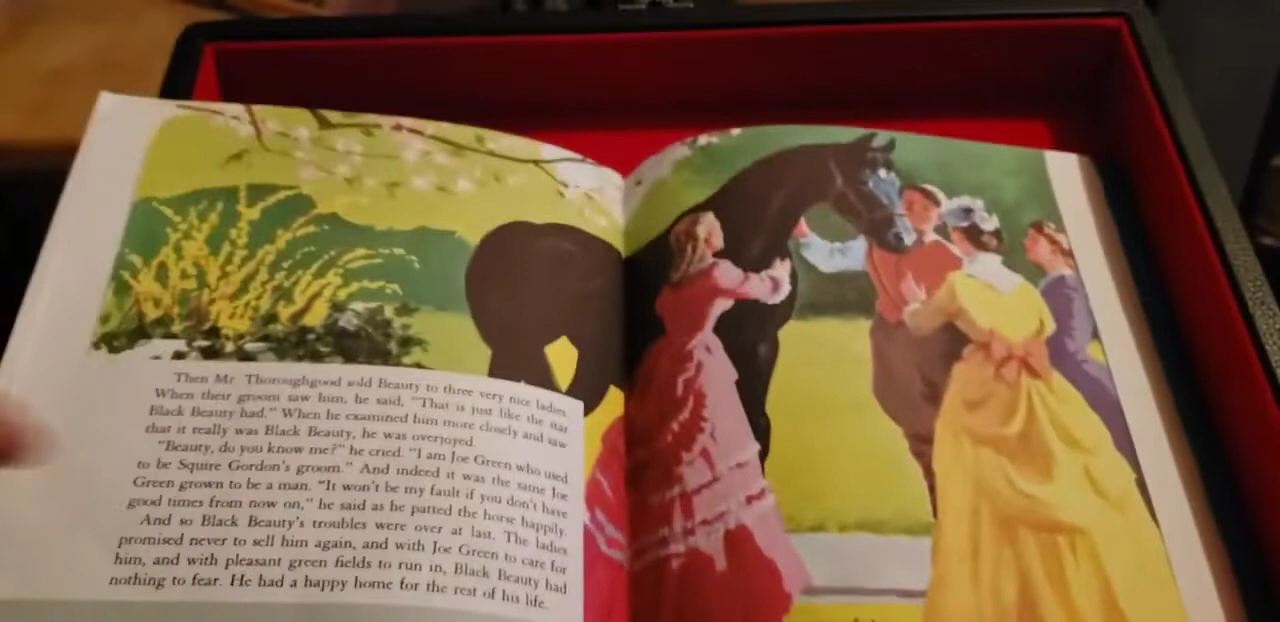 Then Mr Thoroughgood sold Beauty to three very nice ladies.
When their groom saw him, he said, "That is just like the star
Black Beauty had." When he examined him more closely and saw
that it really was Black Beauty, he was overjoyed.
"Beauty, do you know me?" he cried. "I am Joe Green who used
to be Squire Gordon's groom." And indeed it was the same Joe
Green grown to be a man. "It won't be my fault if you don't have
good times from now on," he said as he patted the horse happily.
And so Black Beauty's troubles were over at last. The ladies
promised never to sell him again, and with Joe Green to care for
him, and with pleasant green fields to run in, Black Beauty had
nothing to fear. He had a happy home for the rest of his life.